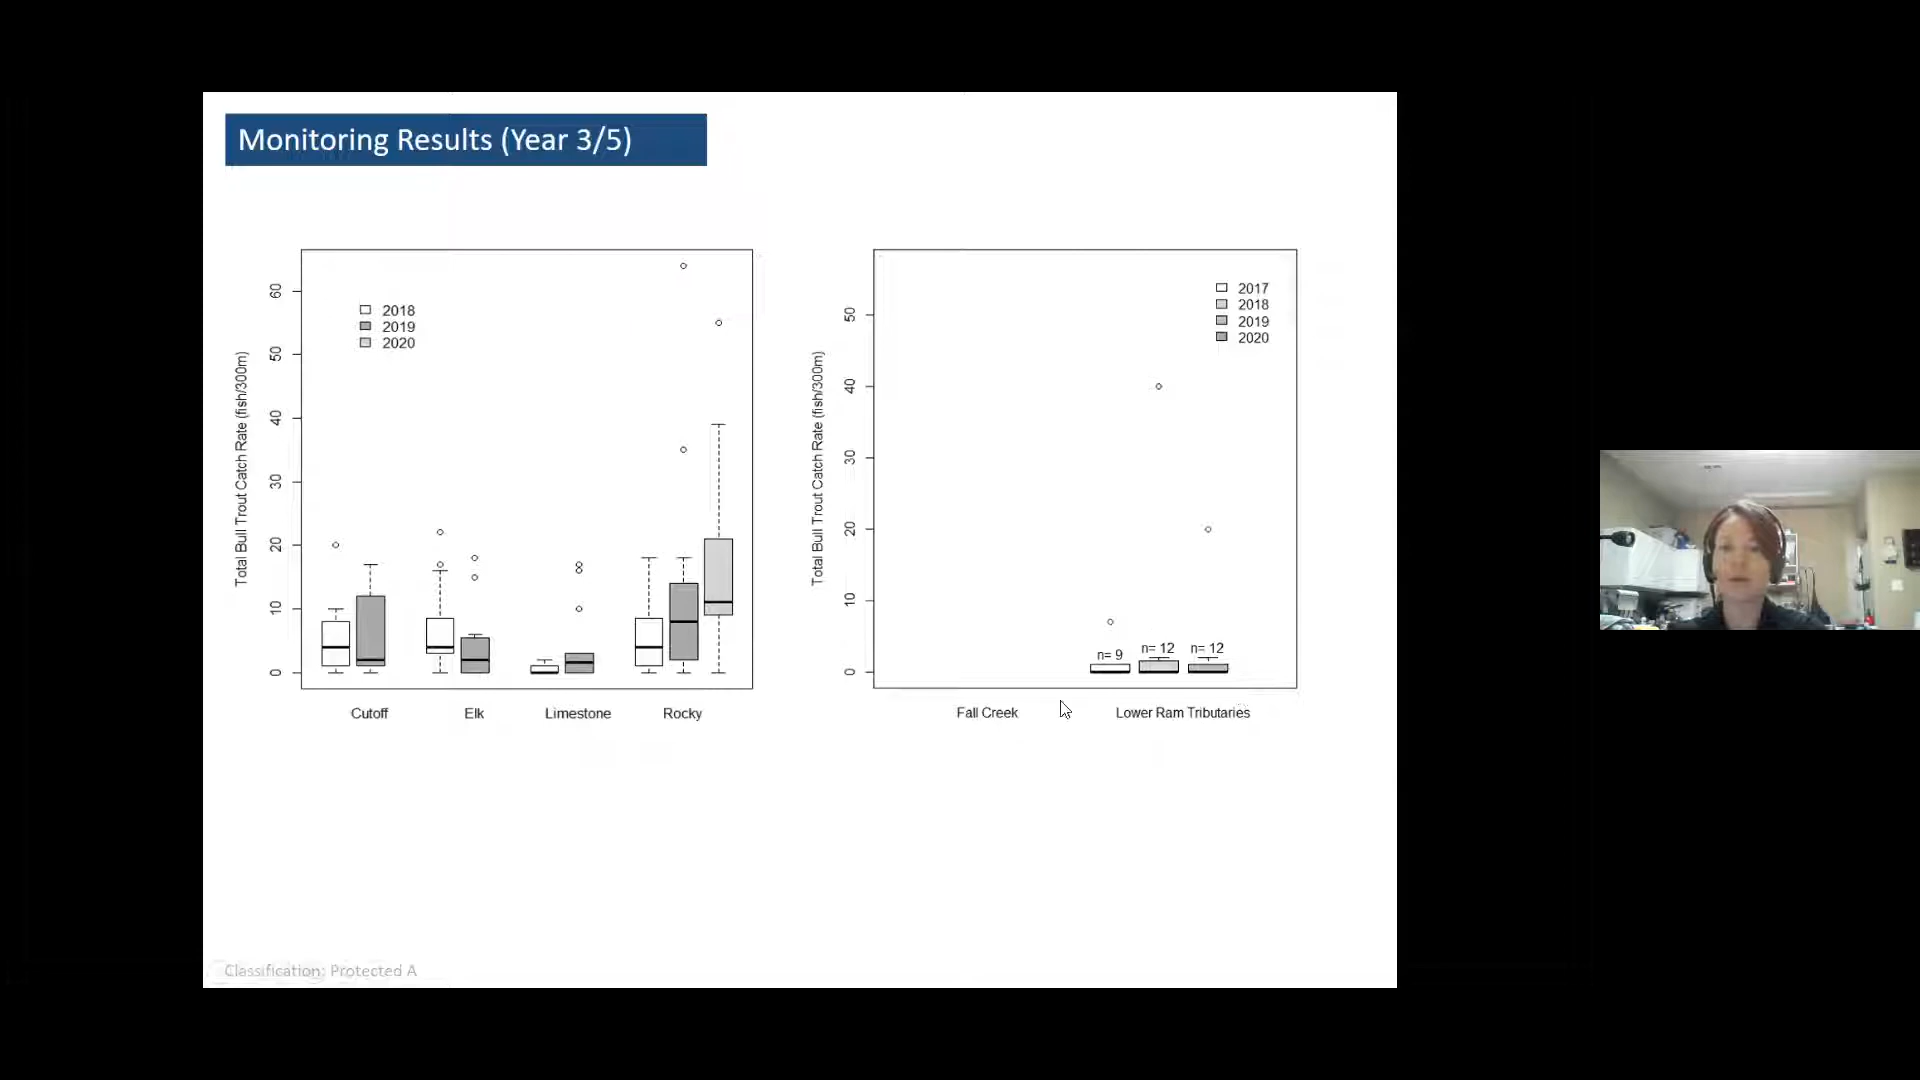 Monitoring Results (Year 3/5)
Total Bull Trout Catch Rate (fish/300m)
60
50
40
30
20
10
0
2018
2019
2020
Cutoff
Elk
Limestone
Rocky
Total Bull Trout Catch Rate (fish/300m)
50
40
30
20
10
0
2017
2018
2019
2020
n= 9
n= 12
n= 12
Fall Creek
Lower Ram Tributaries
Classification: Protected A